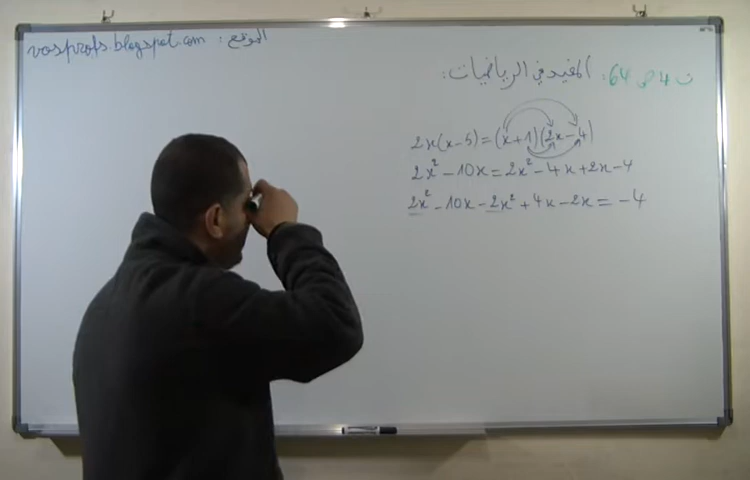 vosprofs.blogspot.com : الموقع
ت 4 ص 64 : المفيد في الرياضيات :
2x(x-5) = (x+1)(2x-4)
2x² - 10x = 2x² - 4x + 2x - 4
2x² - 10x - 2x² + 4x - 2x = -4